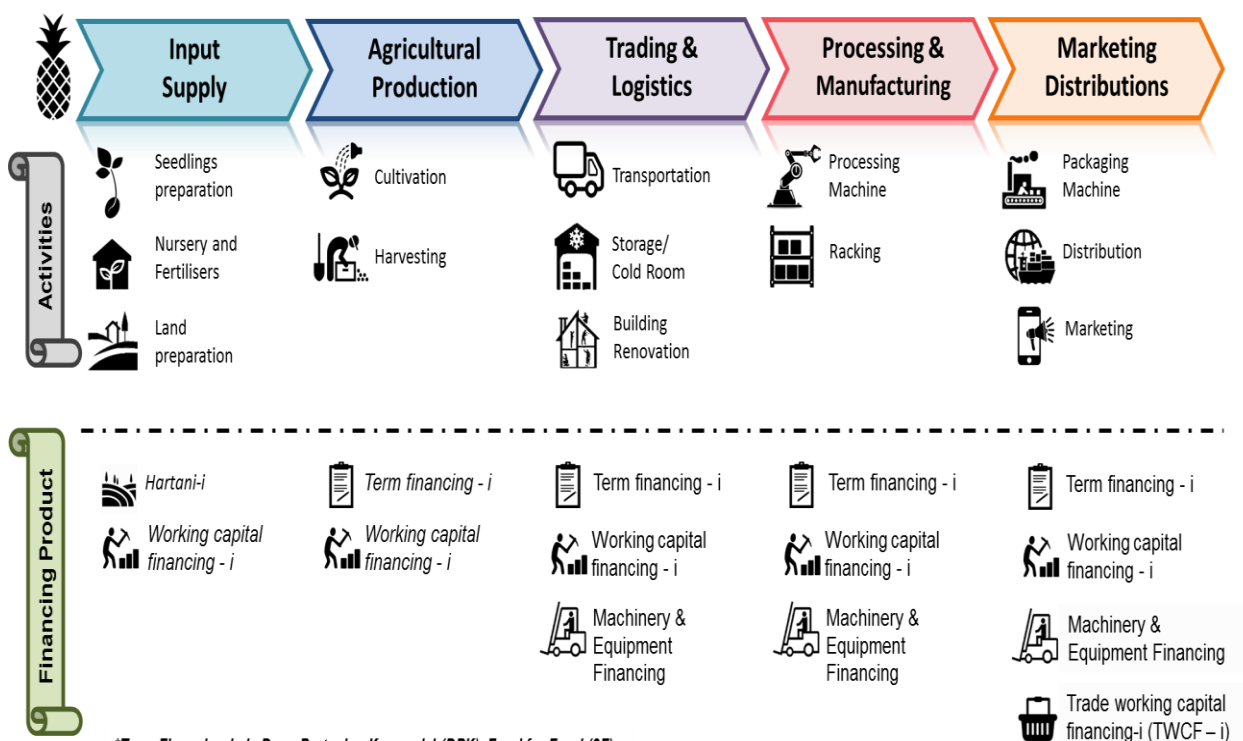 Input
Supply
Agricultural
Production
Trading &
Logistics
Processing &
Manufacturing
Marketing
Distributions
Activities
Seedlings
preparation
Nursery and
Fertilisers
Land
preparation
Cultivation
Harvesting
Transportation
Storage/
Cold Room
Building
Renovation
Processing
Machine
Racking
Packaging
Machine
Distribution
Marketing
Financing Product
Hartani-i
Working capital
financing - i
Term financing - i
Working capital
financing - i
Term financing - i
Working capital
financing - i
Machinery &
Equipment
Financing
Term financing - i
Working capital
financing - i
Machinery &
Equipment
Financing
Term financing - i
Working capital
financing - i
Machinery &
Equipment Financing
Trade working capital
financing-i (TWCF – i)